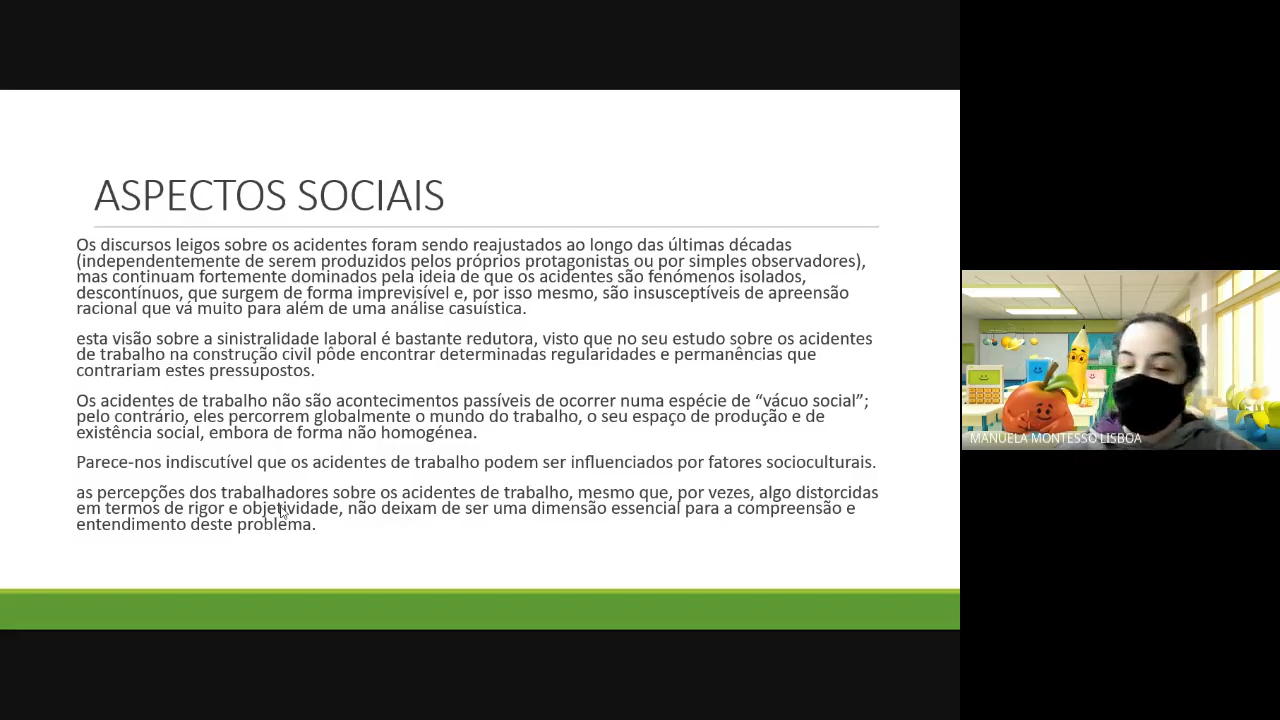 ASPECTOS SOCIAIS
Os discursos leigos sobre os acidentes foram sendo reajustados ao longo das últimas décadas
(independentemente de serem produzidos pelos próprios protagonistas ou por simples observadores),
mas continuam fortemente dominados pela ideia de que os acidentes são fenómenos isolados,
descontínuos, que surgem de forma imprevisível e, por isso mesmo, são insusceptíveis de apreensão
racional que vá muito para além de uma análise casuística.
esta visão sobre a sinistralidade laboral é bastante redutora, visto que no seu estudo sobre os acidentes
de trabalho na construção civil pôde encontrar determinadas regularidades e permanências que
contrariam estes pressupostos.
Os acidentes de trabalho não são acontecimentos passíveis de ocorrer numa espécie de “vácuo social”;
pelo contrário, eles percorrem globalmente o mundo do trabalho, o seu espaço de produção e de
existência social, embora de forma não homogénea.
Parece-nos indiscutível que os acidentes de trabalho podem ser influenciados por fatores socioculturais.
as percepções dos trabalhadores sobre os acidentes de trabalho, mesmo que, por vezes, algo distorcidas
em termos de rigor e objetividade, não deixam de ser uma dimensão essencial para a compreensão e
entendimento deste problema.
MANUELA MONTESSO LISBOA